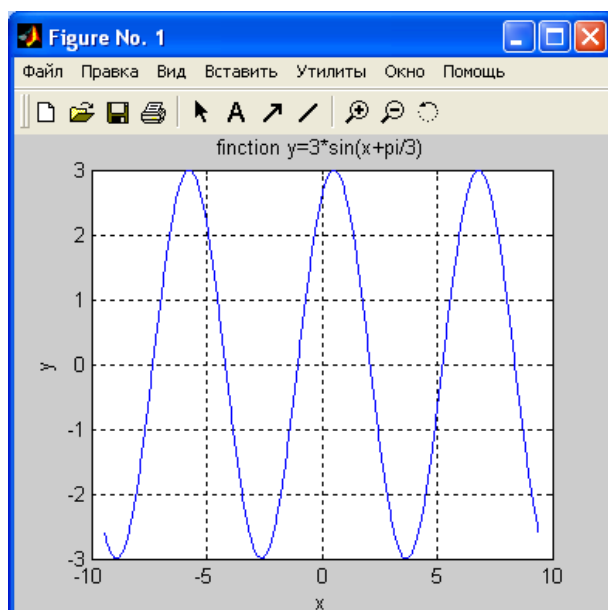 Figure No. 1
Файл Правка Вид Вставить Утилиты Окно Помощь
A
finction y=3*sin(x+pi/3)
3
2
1
0
-1
-2
-3
y
-10 -5 0 5 10
x